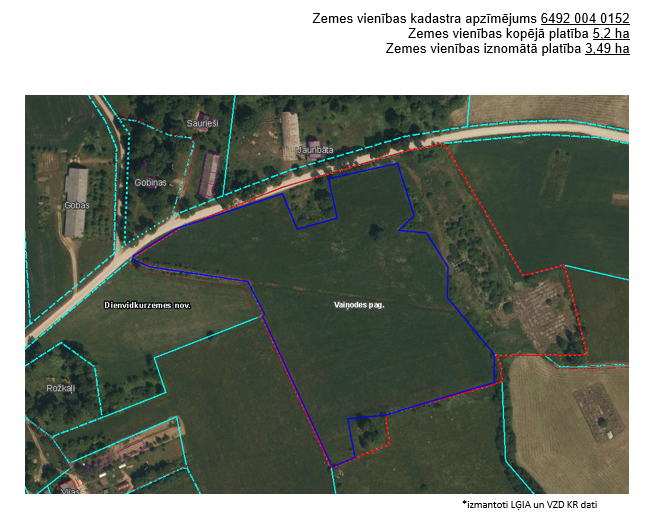 Zemes vienības kadastra apzīmējums 6492 004 0152
Zemes vienības kopējā platība 5,2 ha
Zemes vienības iznomātā platība 3,49 ha
Saurieši
Jaunbāta
Gobiņas
Gobas
Dienvidkurzemes nov.
Vaiņodes pag.
Rožkalni
Vijas
*izmantoti LĢIA un VZD KR dati